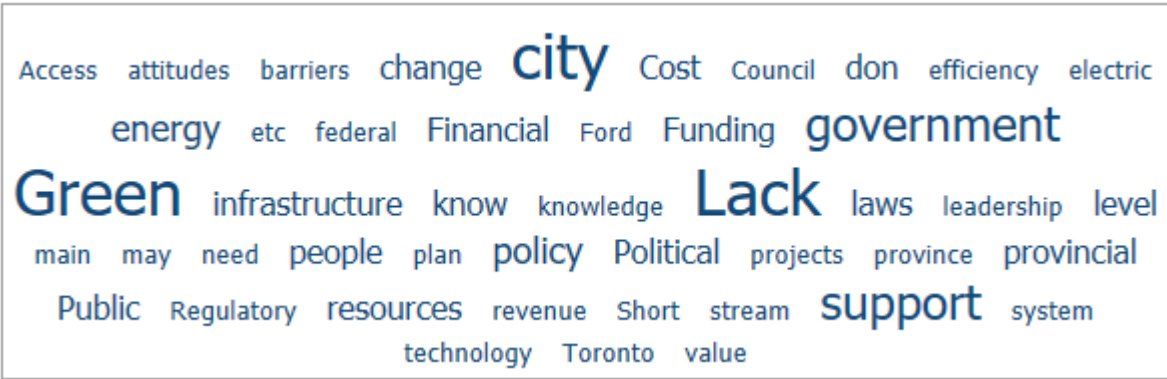 Access attitudes barriers change city Cost Council don efficiency electric
energy etc federal Financial Ford Funding government
Green infrastructure know knowledge Lack laws leadership level
main may need people plan policy Political projects province provincial
Public Regulatory resources revenue Short stream support system
technology Toronto value